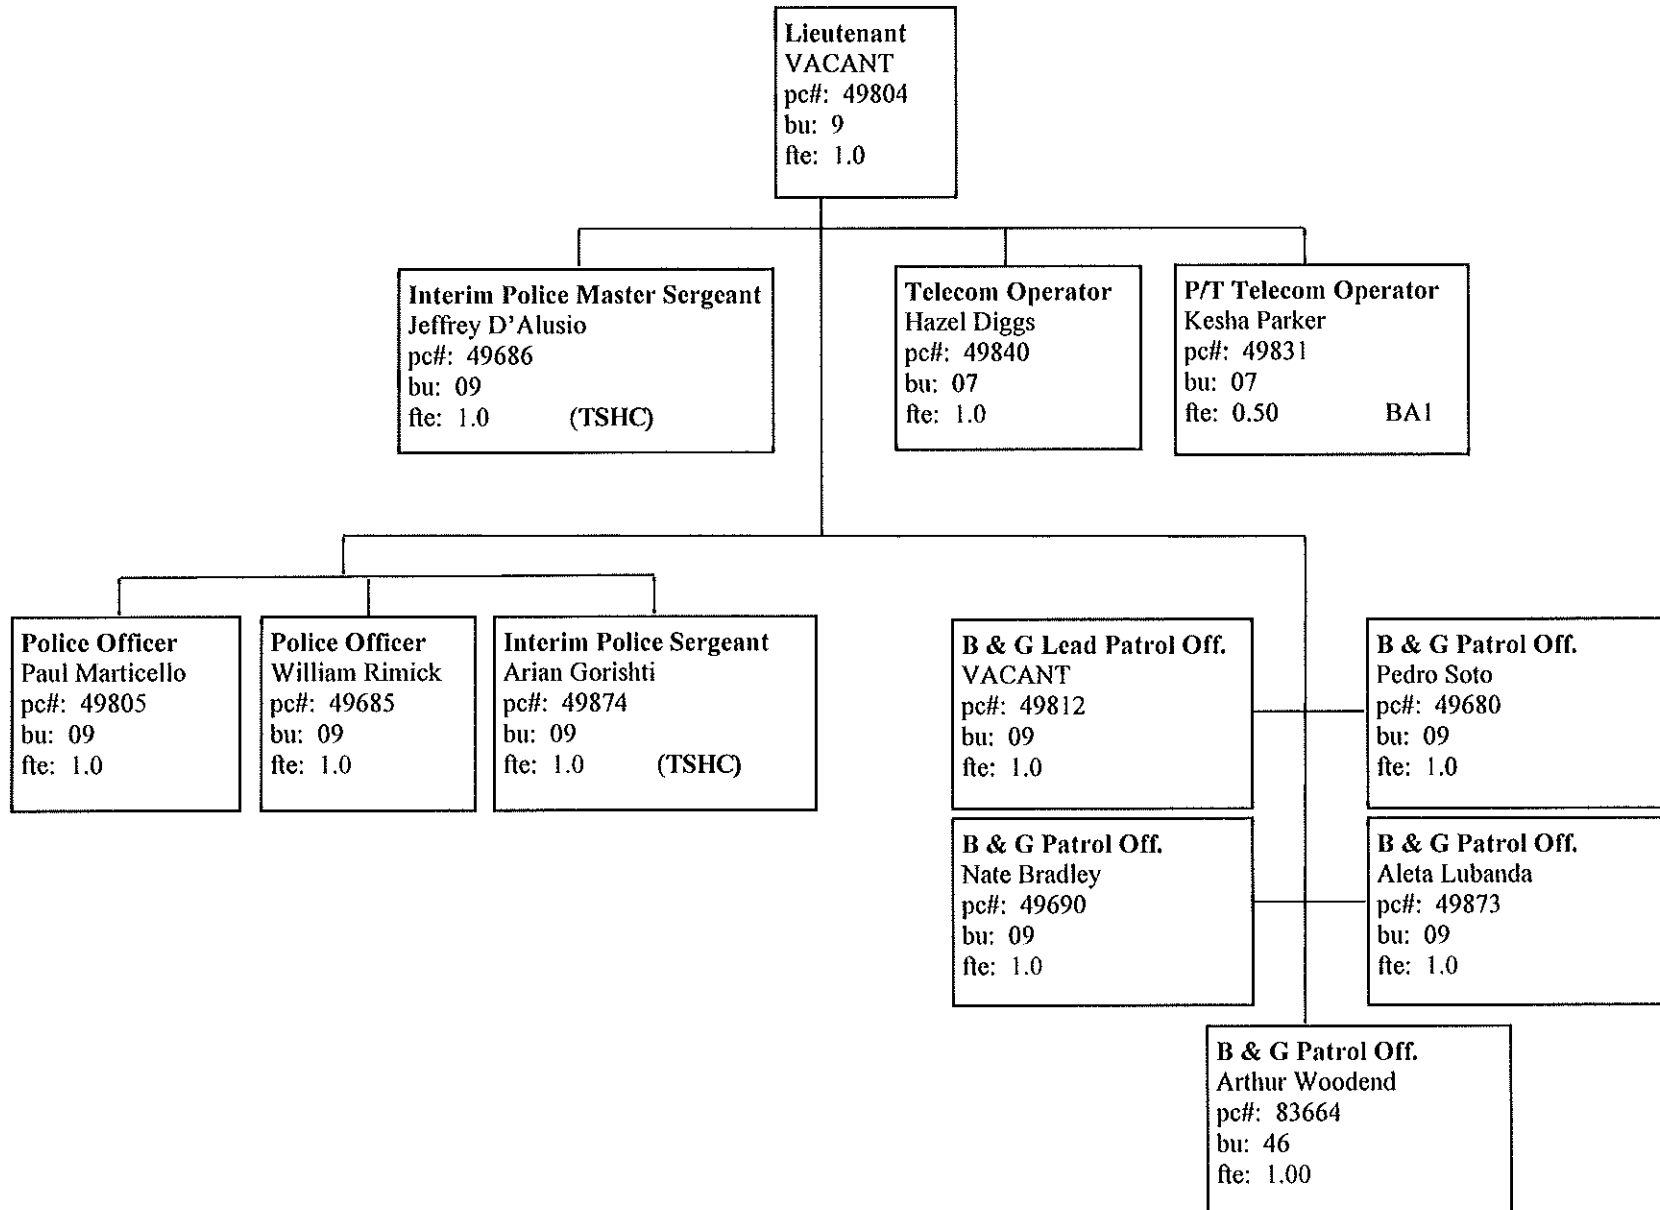 Lieutenant
VACANT
pc#: 49804
bu: 9
fte: 1.0
Interim Police Master Sergeant
Jeffrey D'Alusio
pc#: 49686
bu: 09
fte: 1.0 (TSHC)
Telecom Operator
Hazel Diggs
pc#: 49840
bu: 07
fte: 1.0
P/T Telecom Operator
Kesha Parker
pc#: 49831
bu: 07
fte: 0.50 BA1
Police Officer
Paul Marticello
pc#: 49805
bu: 09
fte: 1.0
Police Officer
William Rimick
pc#: 49685
bu: 09
fte: 1.0
Interim Police Sergeant
Arian Gorishti
pc#: 49874
bu: 09
fte: 1.0 (TSHC)
B & G Lead Patrol Off.
VACANT
pc#: 49812
bu: 09
fte: 1.0
B & G Patrol Off.
Pedro Soto
pc#: 49680
bu: 09
fte: 1.0
B & G Patrol Off.
Nate Bradley
pc#: 49690
bu: 09
fte: 1.0
B & G Patrol Off.
Aleta Lubanda
pc#: 49873
bu: 09
fte: 1.0
B & G Patrol Off.
Arthur Woodend
pc#: 83664
bu: 46
fte: 1.00